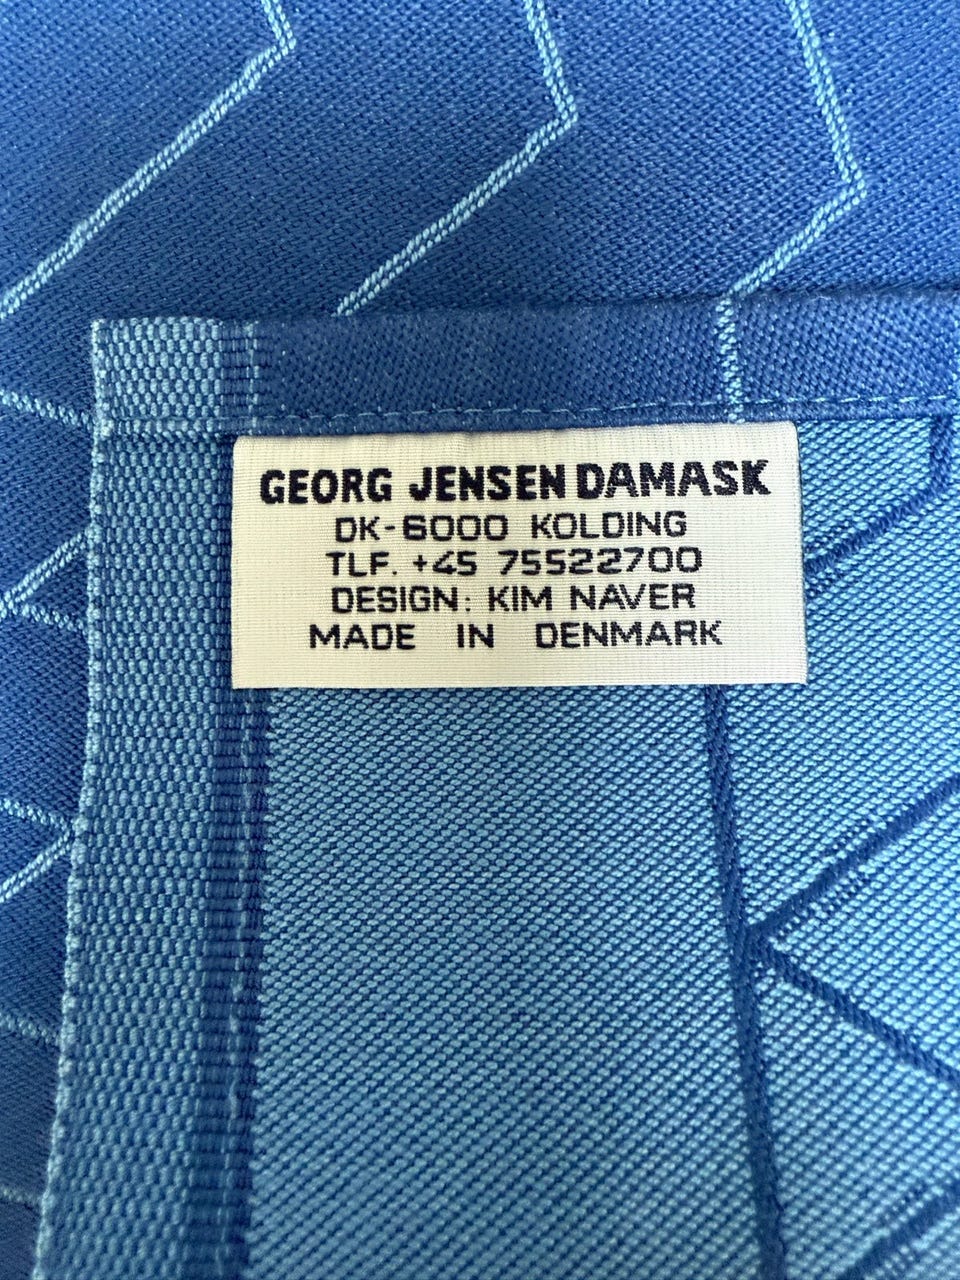 GEORG JENSEN DAMASK
DK-6000 KOLDING
TLF. +45 75522700
DESIGN: KIM NAVER
MADE IN DENMARK